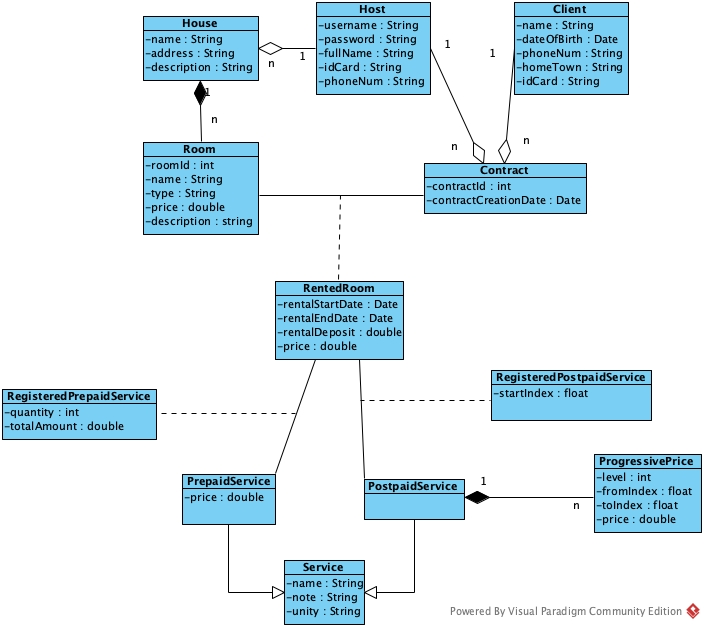 House
-name : String
-address : String
-description : String
Host
-username : String
-password : String
-fullName : String
-idCard : String
-phoneNum : String
Client
-name : String
-dateOfBirth : Date
-phoneNum : String
-homeTown : String
-idCard : String
n
1
1
1
1
n
n
n
Room
-roomId : int
-name : String
-type : String
-price : double
-description : string
Contract
-contractId : int
-contractCreationDate : Date
RentedRoom
-rentalStartDate : Date
-rentalEndDate : Date
-rentalDeposit : double
-price : double
RegisteredPrepaidService
-quantity : int
-totalAmount : double
RegisteredPostpaidService
-startIndex : float
PrepaidService
-price : double
PostpaidService
1
n
ProgressivePrice
-level : int
-fromIndex : float
-toIndex : float
-price : double
Service
-name : String
-note : String
-unity : String
Powered By Visual Paradigm Community Edition